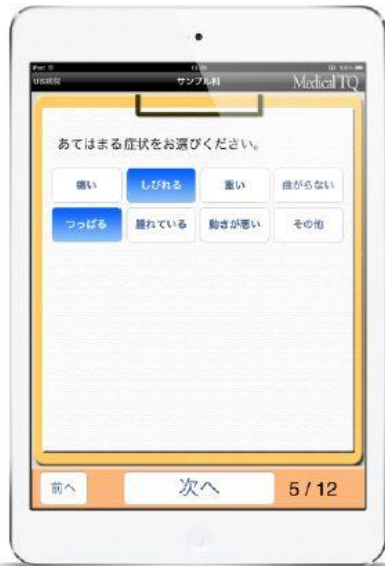 サンプル科
Medical TQ
あてはまる症状をお選びください。
痛い しびれる 重い 曲がらない
つっぱる 腫れている 動きが悪い その他
前へ 次へ 5 / 12